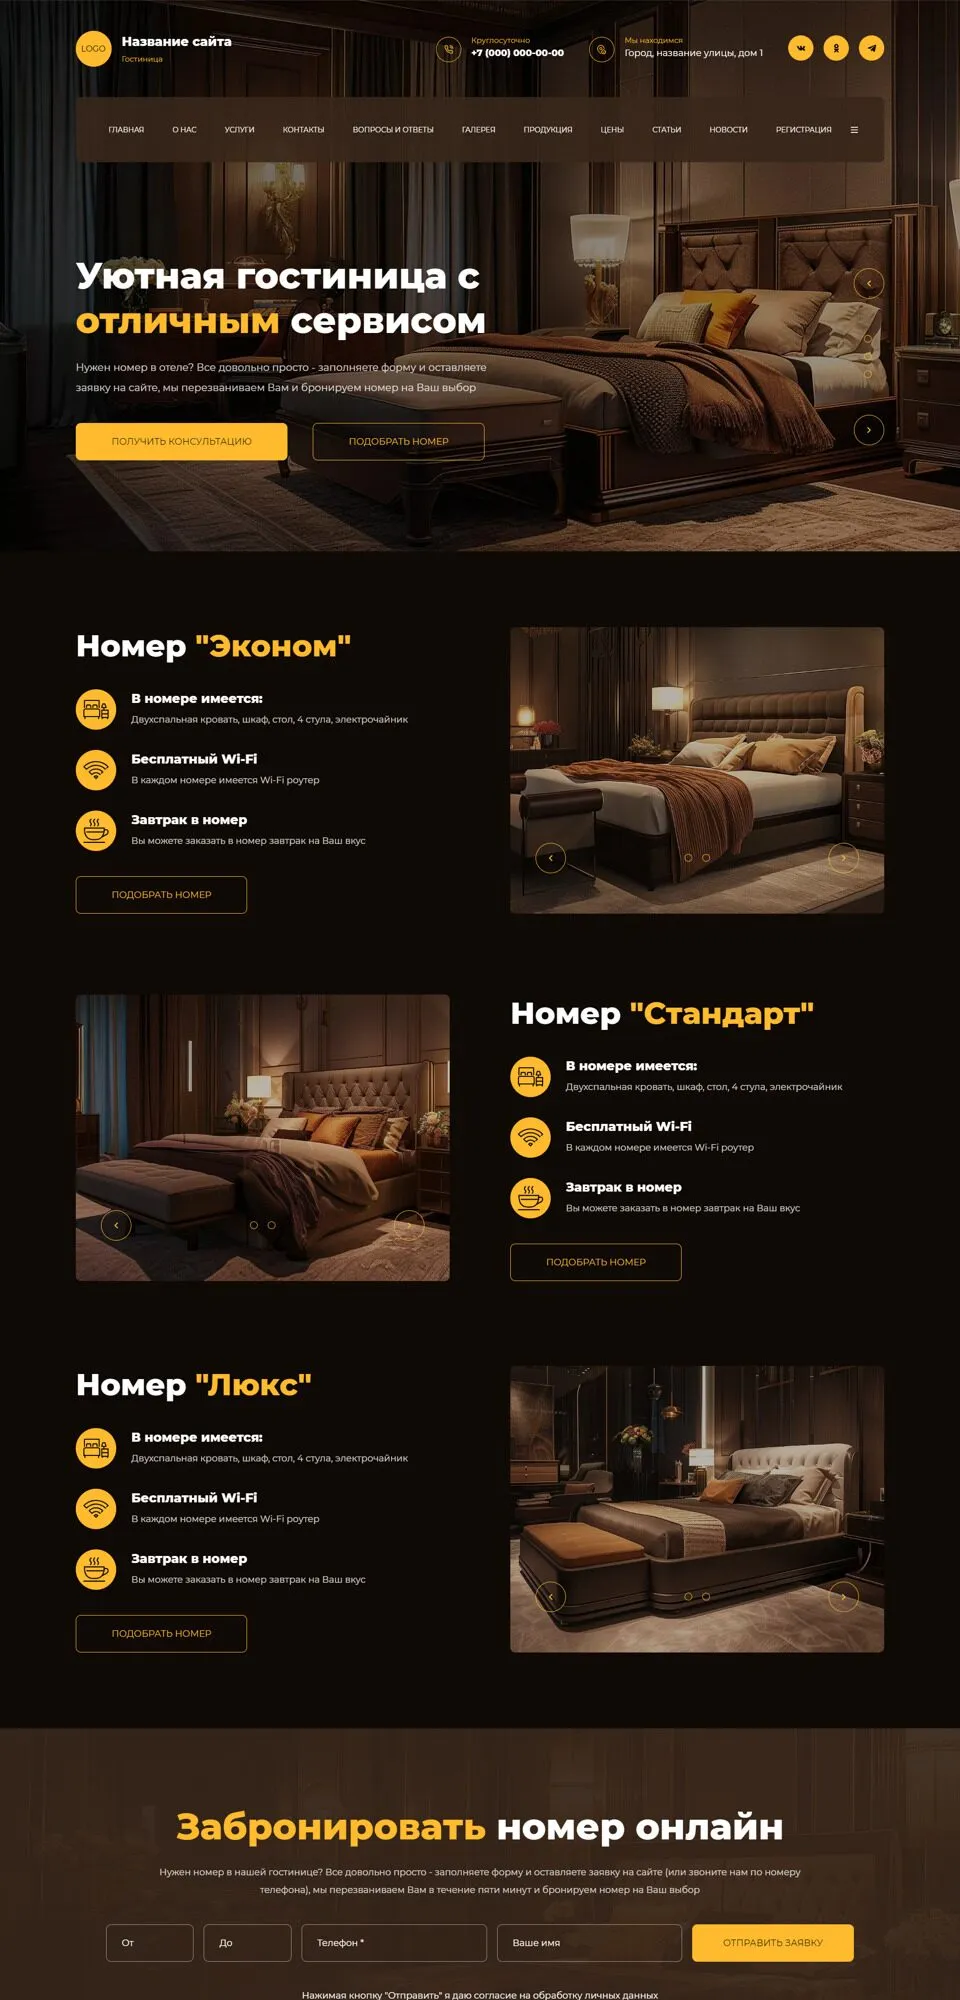 LOGO
Название сайта
Гостиница
Круглосуточно
+7 (000) 000-00-00
Мы находимся
Город, название улицы, дом 1
ГЛАВНАЯ О НАС УСЛУГИ КОНТАКТЫ ВОПРОСЫ И ОТВЕТЫ ГАЛЕРЕЯ ПРОДУКЦИЯ ЦЕНЫ СТАТЬИ НОВОСТИ РЕГИСТРАЦИЯ
Уютная гостиница с
отличным сервисом
Нужен номер в отеле? Все довольно просто - заполняете форму и оставляете
заявку на сайте, мы перезваниваем Вам и бронируем номер на Ваш выбор
ПОЛУЧИТЬ КОНСУЛЬТАЦИЮ ПОДОБРАТЬ НОМЕР
Номер "Эконом"
В номере имеется:
Двухспальная кровать, шкаф, стол, 4 стула, электрочайник
Бесплатный Wi-Fi
В каждом номере имеется Wi-Fi роутер
Завтрак в номер
Вы можете заказать в номер завтрак на Ваш вкус
ПОДОБРАТЬ НОМЕР
Номер "Стандарт"
В номере имеется:
Двухспальная кровать, шкаф, стол, 4 стула, электрочайник
Бесплатный Wi-Fi
В каждом номере имеется Wi-Fi роутер
Завтрак в номер
Вы можете заказать в номер завтрак на Ваш вкус
ПОДОБРАТЬ НОМЕР
Номер "Люкс"
В номере имеется:
Двухспальная кровать, шкаф, стол, 4 стула, электрочайник
Бесплатный Wi-Fi
В каждом номере имеется Wi-Fi роутер
Завтрак в номер
Вы можете заказать в номер завтрак на Ваш вкус
ПОДОБРАТЬ НОМЕР
Забронировать номер онлайн
Нужен номер в нашей гостинице? Все довольно просто - заполняете форму и оставляете заявку на сайте (или звоните нам по номеру
телефона), мы перезваниваем Вам в течение пяти минут и бронируем номер на Ваш выбор
От До Телефон * Ваше имя ОТПРАВИТЬ ЗАЯВКУ
Нажимая кнопку "Отправить" я даю согласие на обработку личных данных